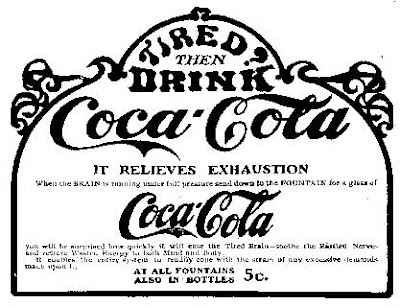 TIRED?
THEN
DRINK
Coca-Cola
IT RELIEVES EXHAUSTION
When the BRAIN is running under full pressure send down to the FOUNTAIN for a glass of
Coca-Cola
you will be surprised how quickly it will ease the Tired Brain—soothe the Rattled Nerves
and restore Wasted Energy to both Mind and Body.
It enables the entire system to readily cope with the strain of any excessive demands
made upon it.
AT ALL FOUNTAINS
ALSO IN BOTTLES 5c.